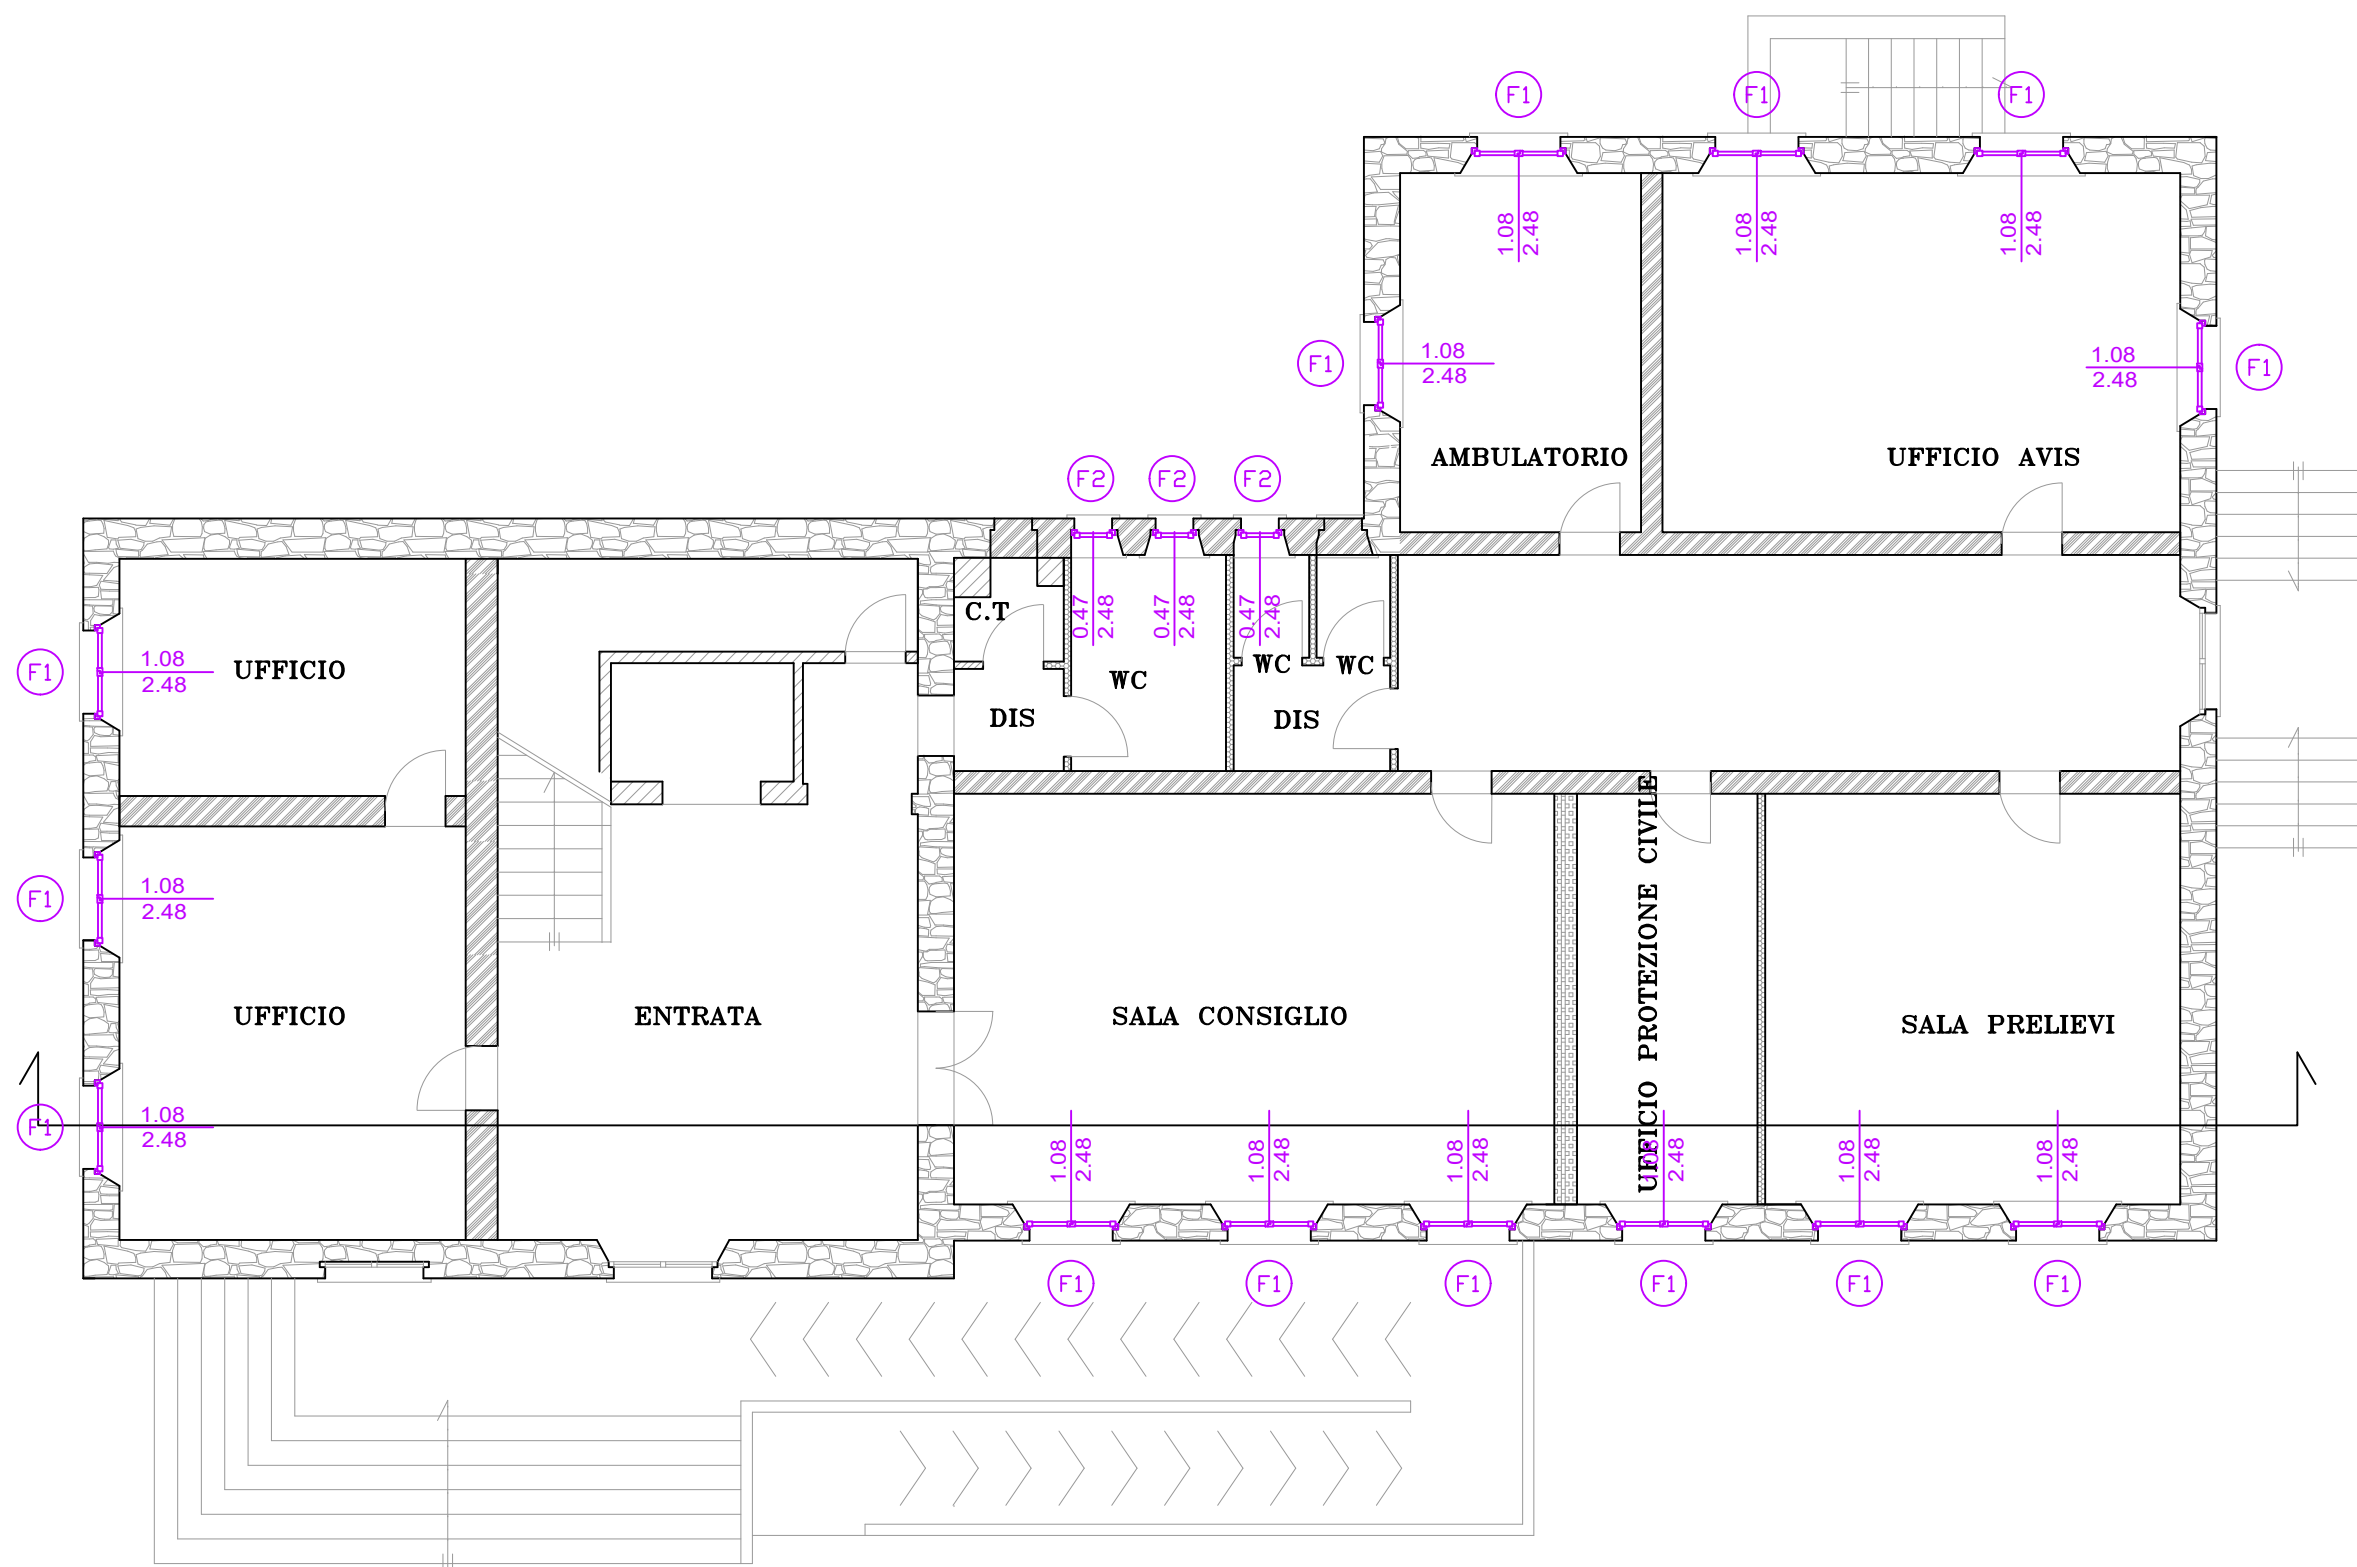 F1
F1
F1
1.08
2.48
1.08
2.48
1.08
2.48
F1
1.08
2.48
1.08
2.48
F1
AMBULATORIO
UFFICIO AVIS
F2
F2
F2
0.47
2.48
0.47
2.48
0.47
2.48
C.T
F1
1.08
2.48
UFFICIO
WC
WC
WC
DIS
DIS
F1
1.08
2.48
UFFICIO
ENTRATA
SALA CONSIGLIO
UFFICIO PROTEZIONE CIVILE
SALA PRELIEVI
F1
1.08
2.48
1.08
2.48
1.08
2.48
1.08
2.48
1.08
2.48
1.08
2.48
1.08
2.48
F1
F1
F1
F1
F1
F1